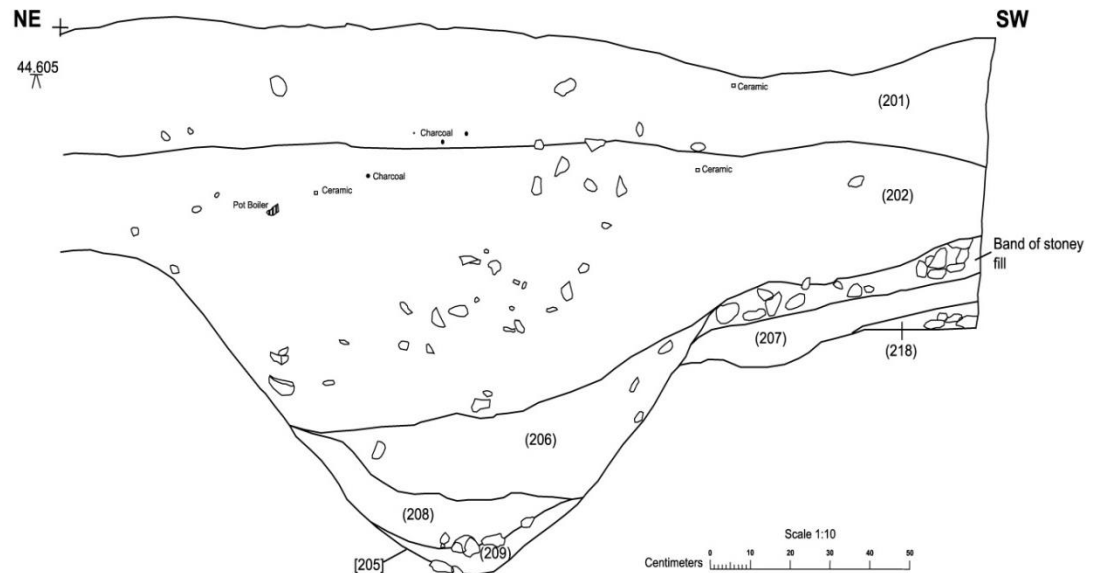 NE
SW
44.605
Ceramic
(201)
Charcoal
Charcoal
Ceramic
Ceramic
(202)
Pot Boiler
Band of stoney
fill
(207)
(218)
(206)
(208)
(209)
[205]
Scale 1:10
Centimeters
0 10 20 30 40 50